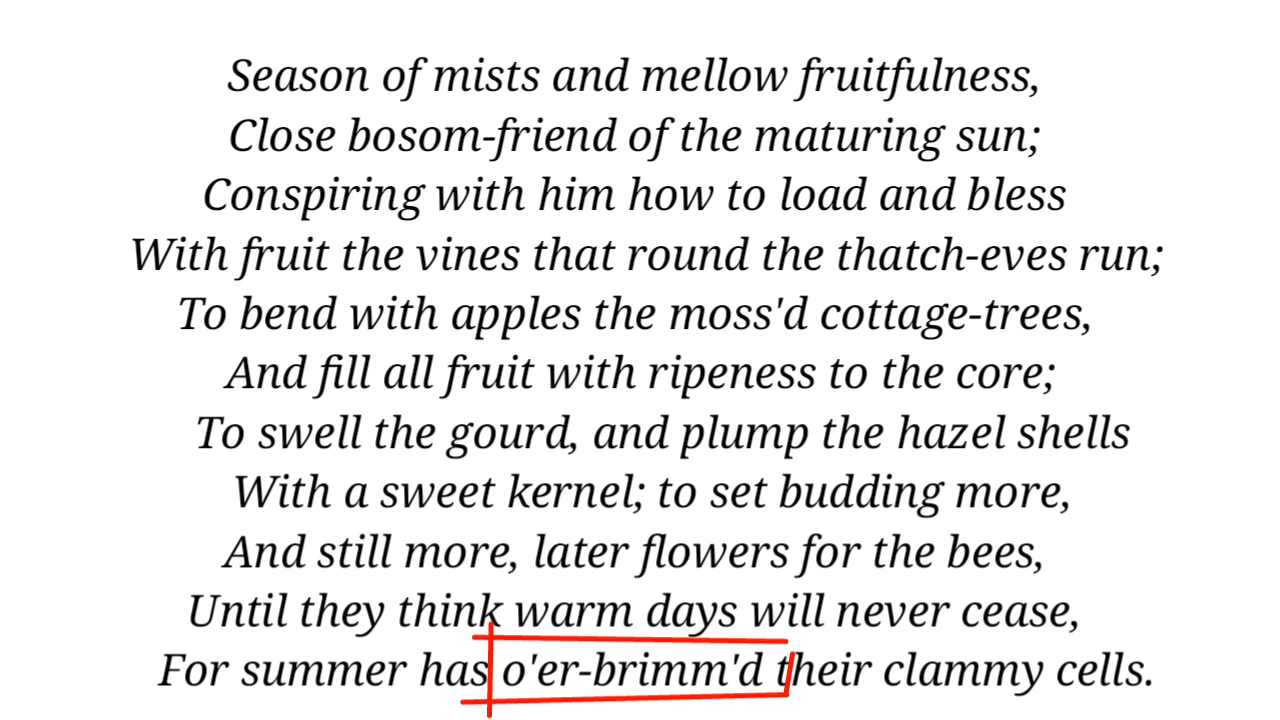 Season of mists and mellow fruitfulness,
Close bosom-friend of the maturing sun;
Conspiring with him how to load and bless
With fruit the vines that round the thatch-eves run;
To bend with apples the moss'd cottage-trees,
And fill all fruit with ripeness to the core;
To swell the gourd, and plump the hazel shells
With a sweet kernel; to set budding more,
And still more, later flowers for the bees,
Until they think warm days will never cease,
For summer has o'er-brimm'd their clammy cells.